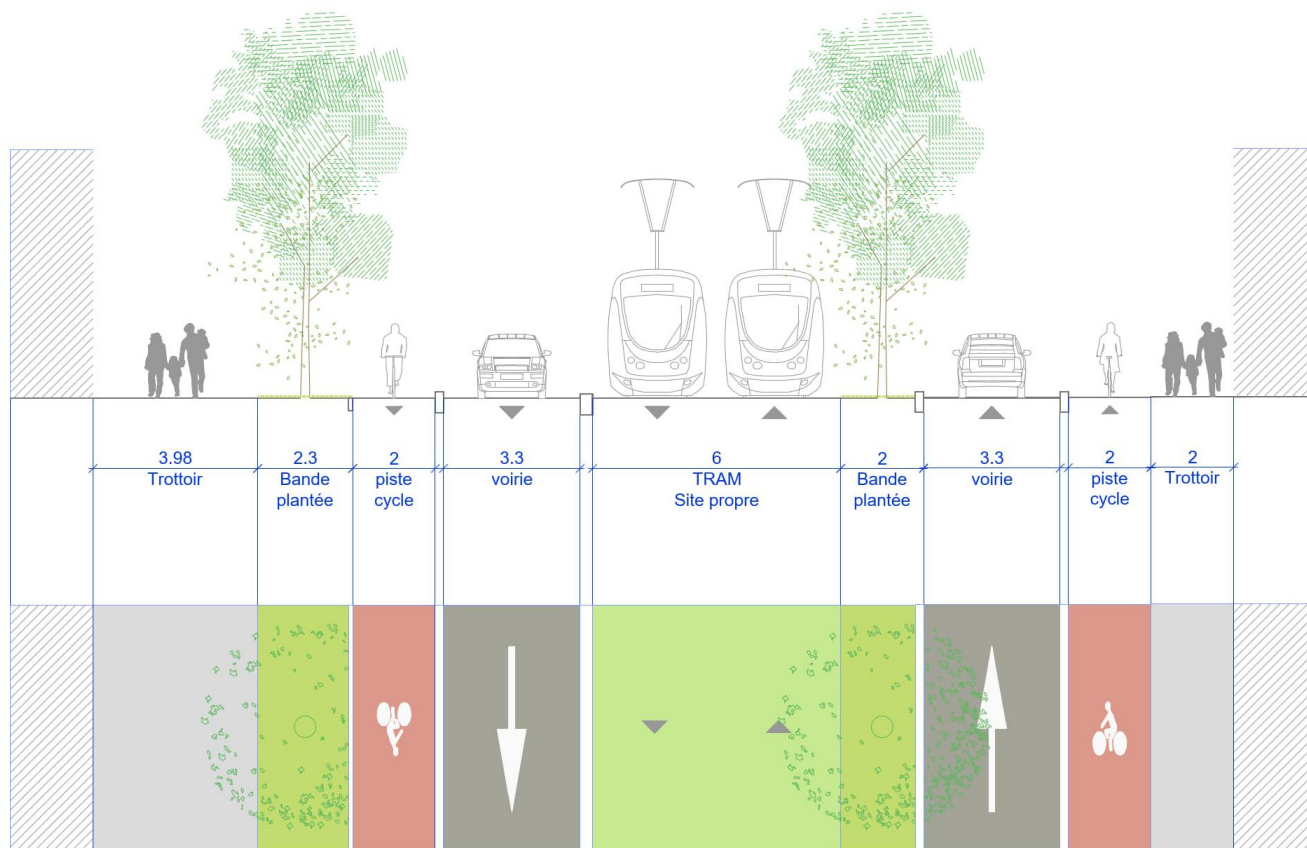 3.98
Trottoir
2.3
Bande
plantée
2
piste
cycle
3.3
voirie
6
TRAM
Site propre
2
Bande
plantée
3.3
voirie
2
piste
cycle
2
Trottoir